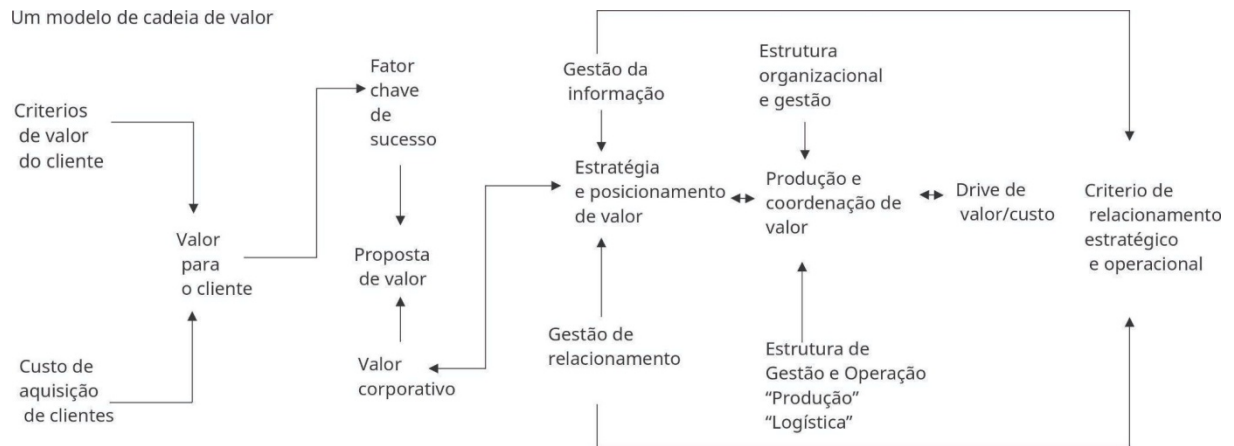 Um modelo de cadeia de valor
Criterios
de valor
do cliente
Custo de
aquisição
de clientes
Valor
para
o cliente
Fator
chave
de
sucesso
Proposta
de valor
Valor
corporativo
Gestão da
informação
Estratégia
e posicionamento
de valor
Gestão de
relacionamento
Estrutura
organizacional
e gestão
Produção e
coordenação de
valor
Estrutura de
Gestão e Operação
“Produção”
“Logística”
Drive de
valor/custo
Criterio de
relacionamento
estratégico
e operacional